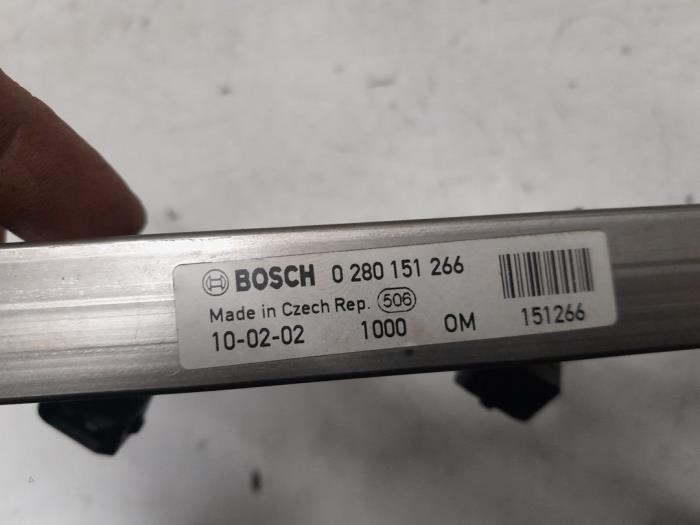 BOSCH 0 280 151 266
Made in Czech Rep. 506
10-02-02 1000 OM 151266